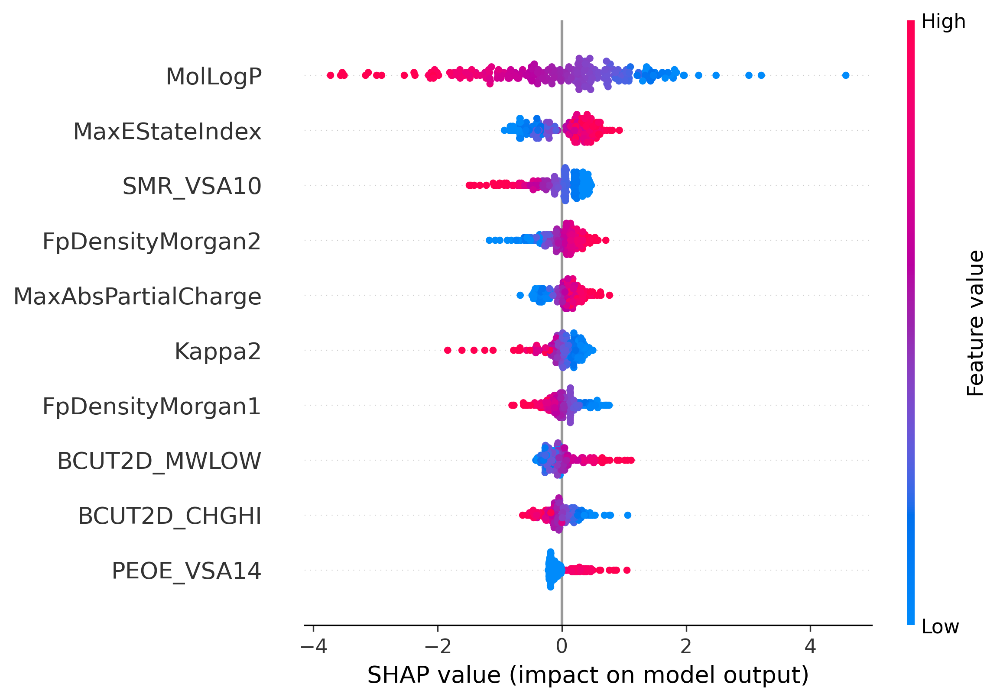 High
MolLogP
MaxEStateIndex
SMR_VSA10
FpDensityMorgan2
MaxAbsPartialCharge
Kappa2
FpDensityMorgan1
BCUT2D_MWLOW
BCUT2D_CHGHI
PEOE_VSA14
Feature value
Low
−4 −2 0 2 4
SHAP value (impact on model output)